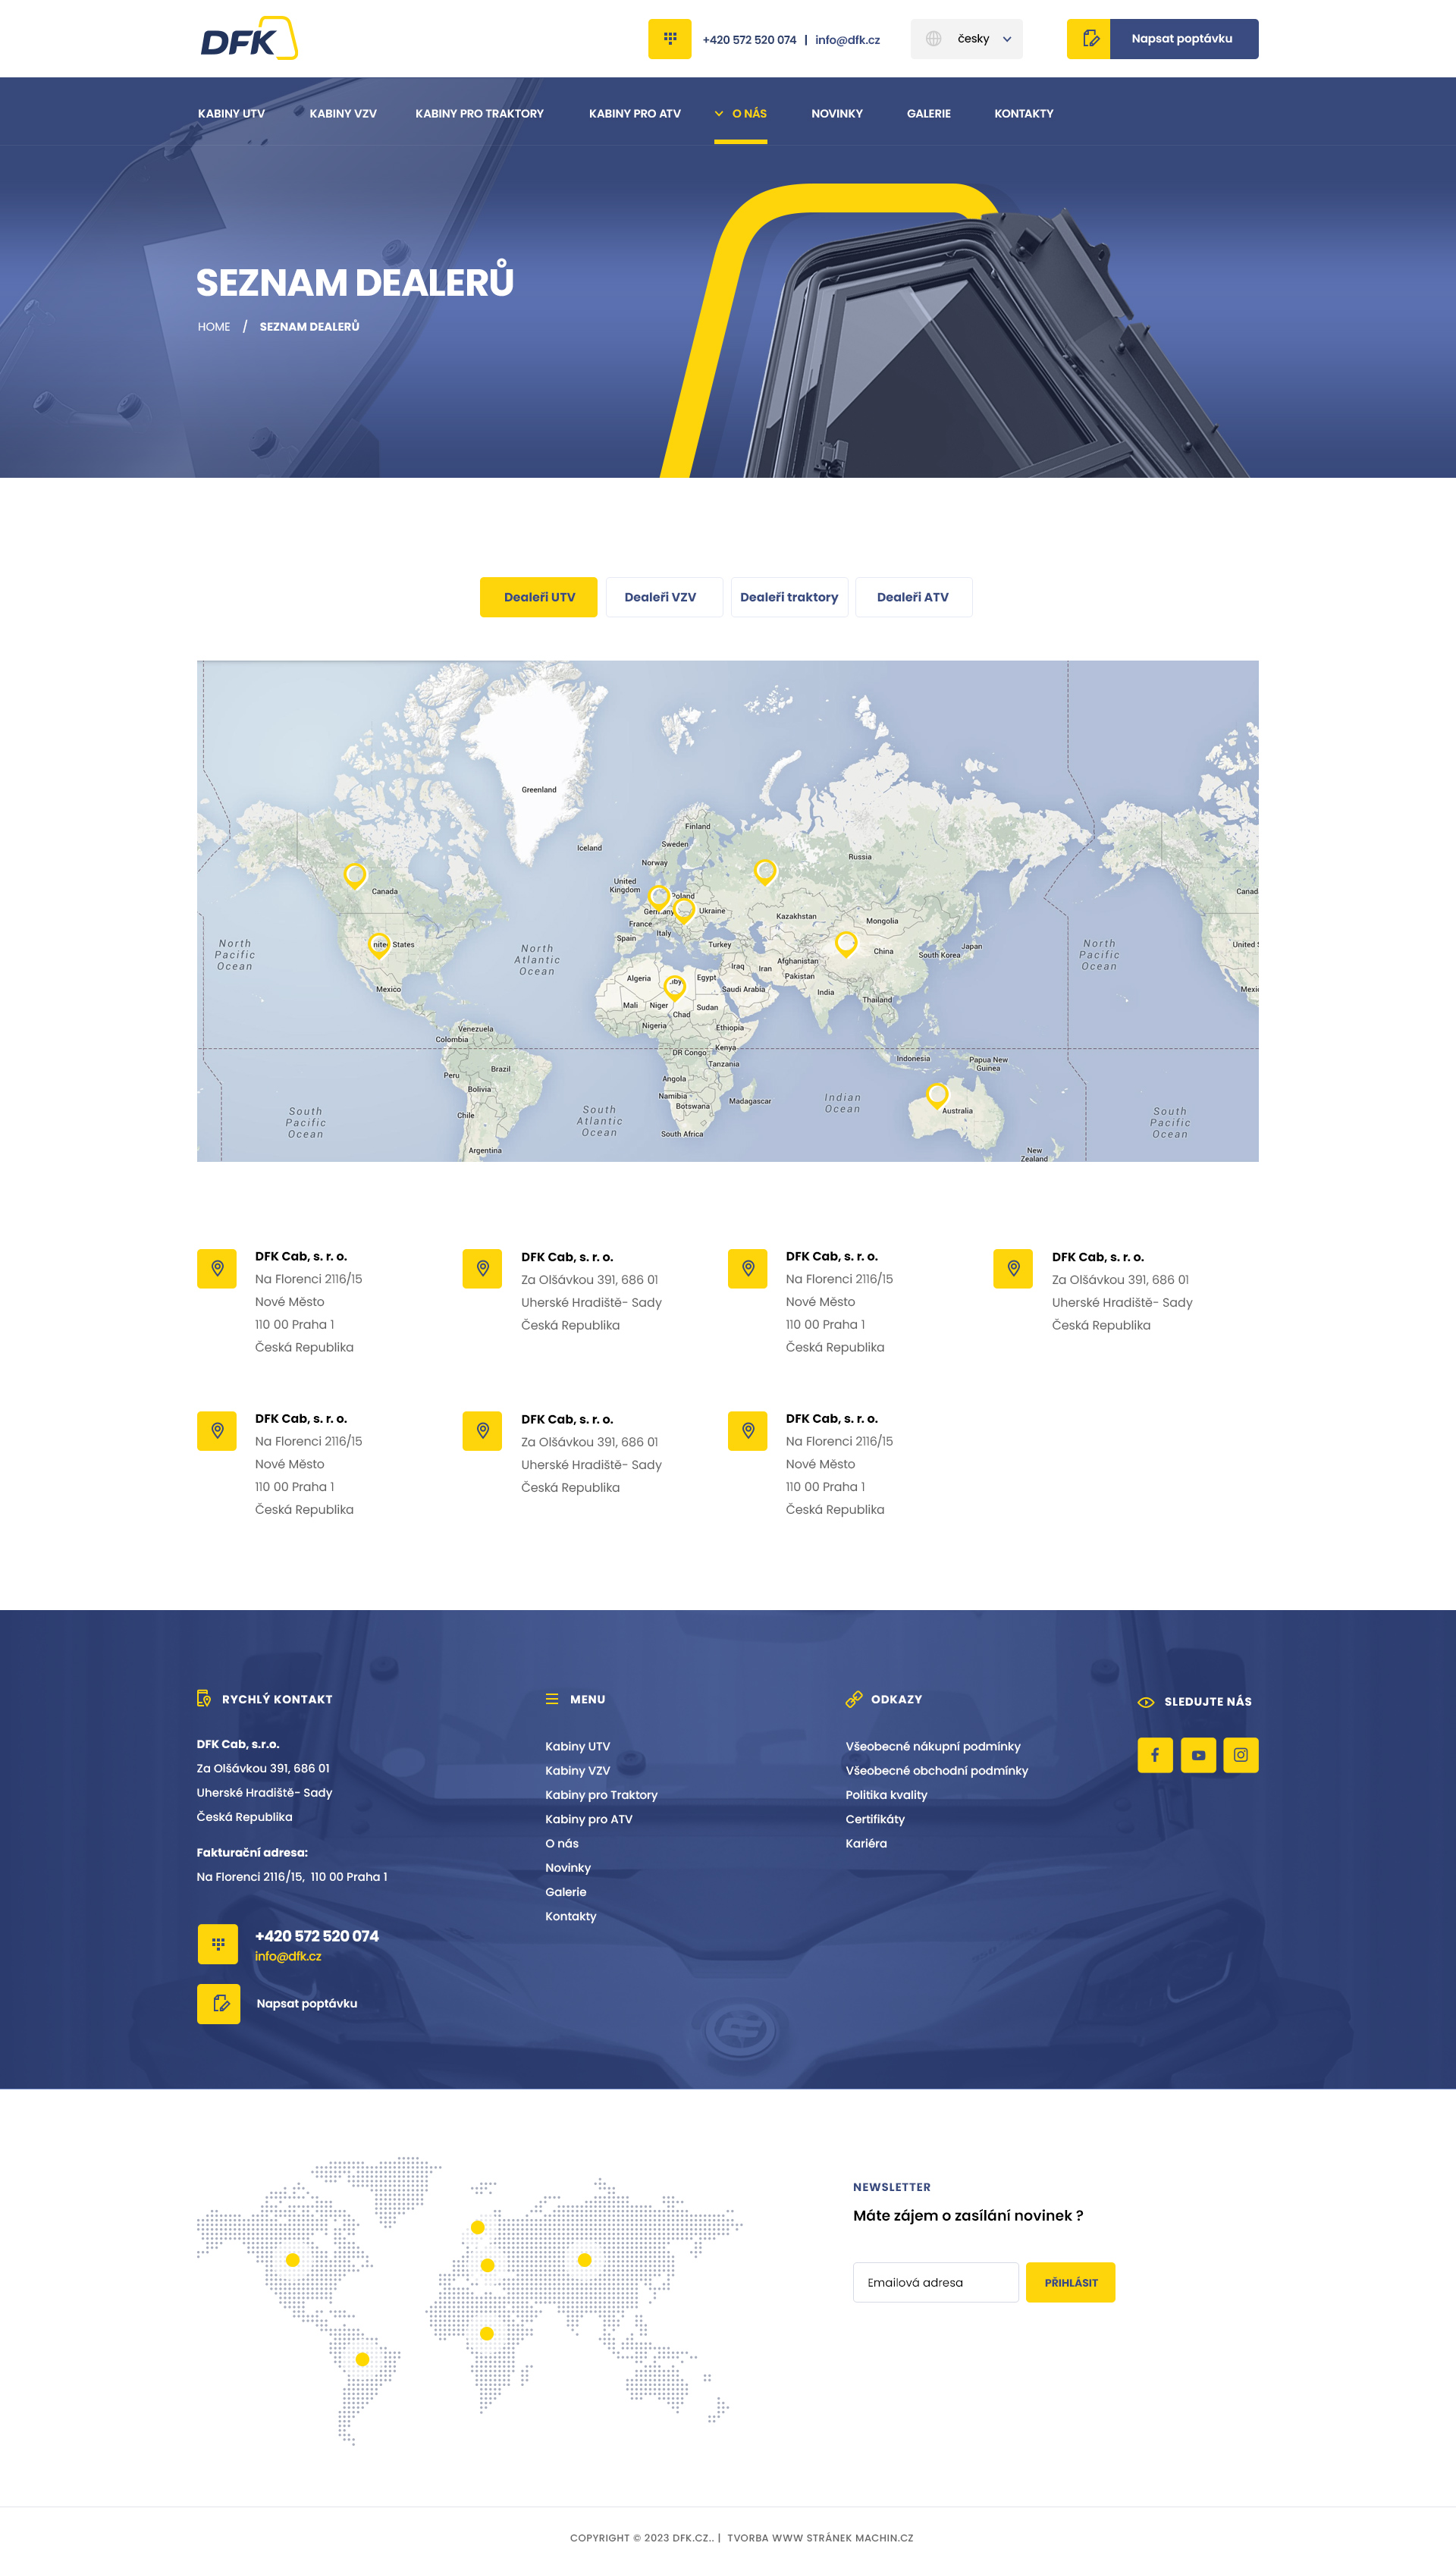 DFK
+420 572 520 074 | info@dfk.cz
česky
Napsat poptávku
KABINY UTV
KABINY VZV
KABINY PRO TRAKTORY
KABINY PRO ATV
O NÁS
NOVINKY
GALERIE
KONTAKTY
SEZNAM DEALERŮ
HOME / SEZNAM DEALERŮ
Dealeři UTV
Dealeři VZV
Dealeři traktory
Dealeři ATV
Greenland
Iceland
Finland
Sweden
Norway
United
Kingdom
Poland
Germany
Ukraine
France
Italy
Spain
Turkey
Russia
Kazakhstan
Mongolia
China
Japan
South Korea
Afghanistan
Pakistan
Iraq
Iran
India
Thailand
Saudi Arabia
Egypt
Algeria
Mali
Niger
Chad
Sudan
Nigeria
Ethiopia
Kenya
DR Congo
Tanzania
Angola
Namibia
Botswana
Madagascar
South Africa
Canada
States
Mexico
Venezuela
Colombia
Brazil
Peru
Bolivia
Chile
Argentina
Indonesia
Papua New
Guinea
Australia
New
Zealand
North
Pacific
Ocean
North
Atlantic
Ocean
North
Pacific
Ocean
South
Pacific
Ocean
South
Atlantic
Ocean
Indian
Ocean
South
Pacific
Ocean
Canad
United S
Mexi
DFK Cab, s. r. o.
Na Florenci 2116/15
Nové Město
110 00 Praha 1
Česká Republika
DFK Cab, s. r. o.
Za Olšávkou 391, 686 01
Uherské Hradiště- Sady
Česká Republika
DFK Cab, s. r. o.
Na Florenci 2116/15
Nové Město
110 00 Praha 1
Česká Republika
DFK Cab, s. r. o.
Za Olšávkou 391, 686 01
Uherské Hradiště- Sady
Česká Republika
DFK Cab, s. r. o.
Na Florenci 2116/15
Nové Město
110 00 Praha 1
Česká Republika
DFK Cab, s. r. o.
Za Olšávkou 391, 686 01
Uherské Hradiště- Sady
Česká Republika
DFK Cab, s. r. o.
Na Florenci 2116/15
Nové Město
110 00 Praha 1
Česká Republika
RYCHLÝ KONTAKT
DFK Cab, s.r.o.
Za Olšávkou 391, 686 01
Uherské Hradiště- Sady
Česká Republika
Fakturační adresa:
Na Florenci 2116/15, 110 00 Praha 1
+420 572 520 074
info@dfk.cz
Napsat poptávku
MENU
Kabiny UTV
Kabiny VZV
Kabiny pro Traktory
Kabiny pro ATV
O nás
Novinky
Galerie
Kontakty
ODKAZY
Všeobecné nákupní podmínky
Všeobecné obchodní podmínky
Politika kvality
Certifikáty
Kariéra
SLEDUJTE NÁS
NEWSLETTER
Máte zájem o zasílání novinek ?
Emailová adresa
PŘIHLÁSIT
COPYRIGHT © 2023 DFK.CZ.. | TVORBA WWW STRÁNEK MACHIN.CZ